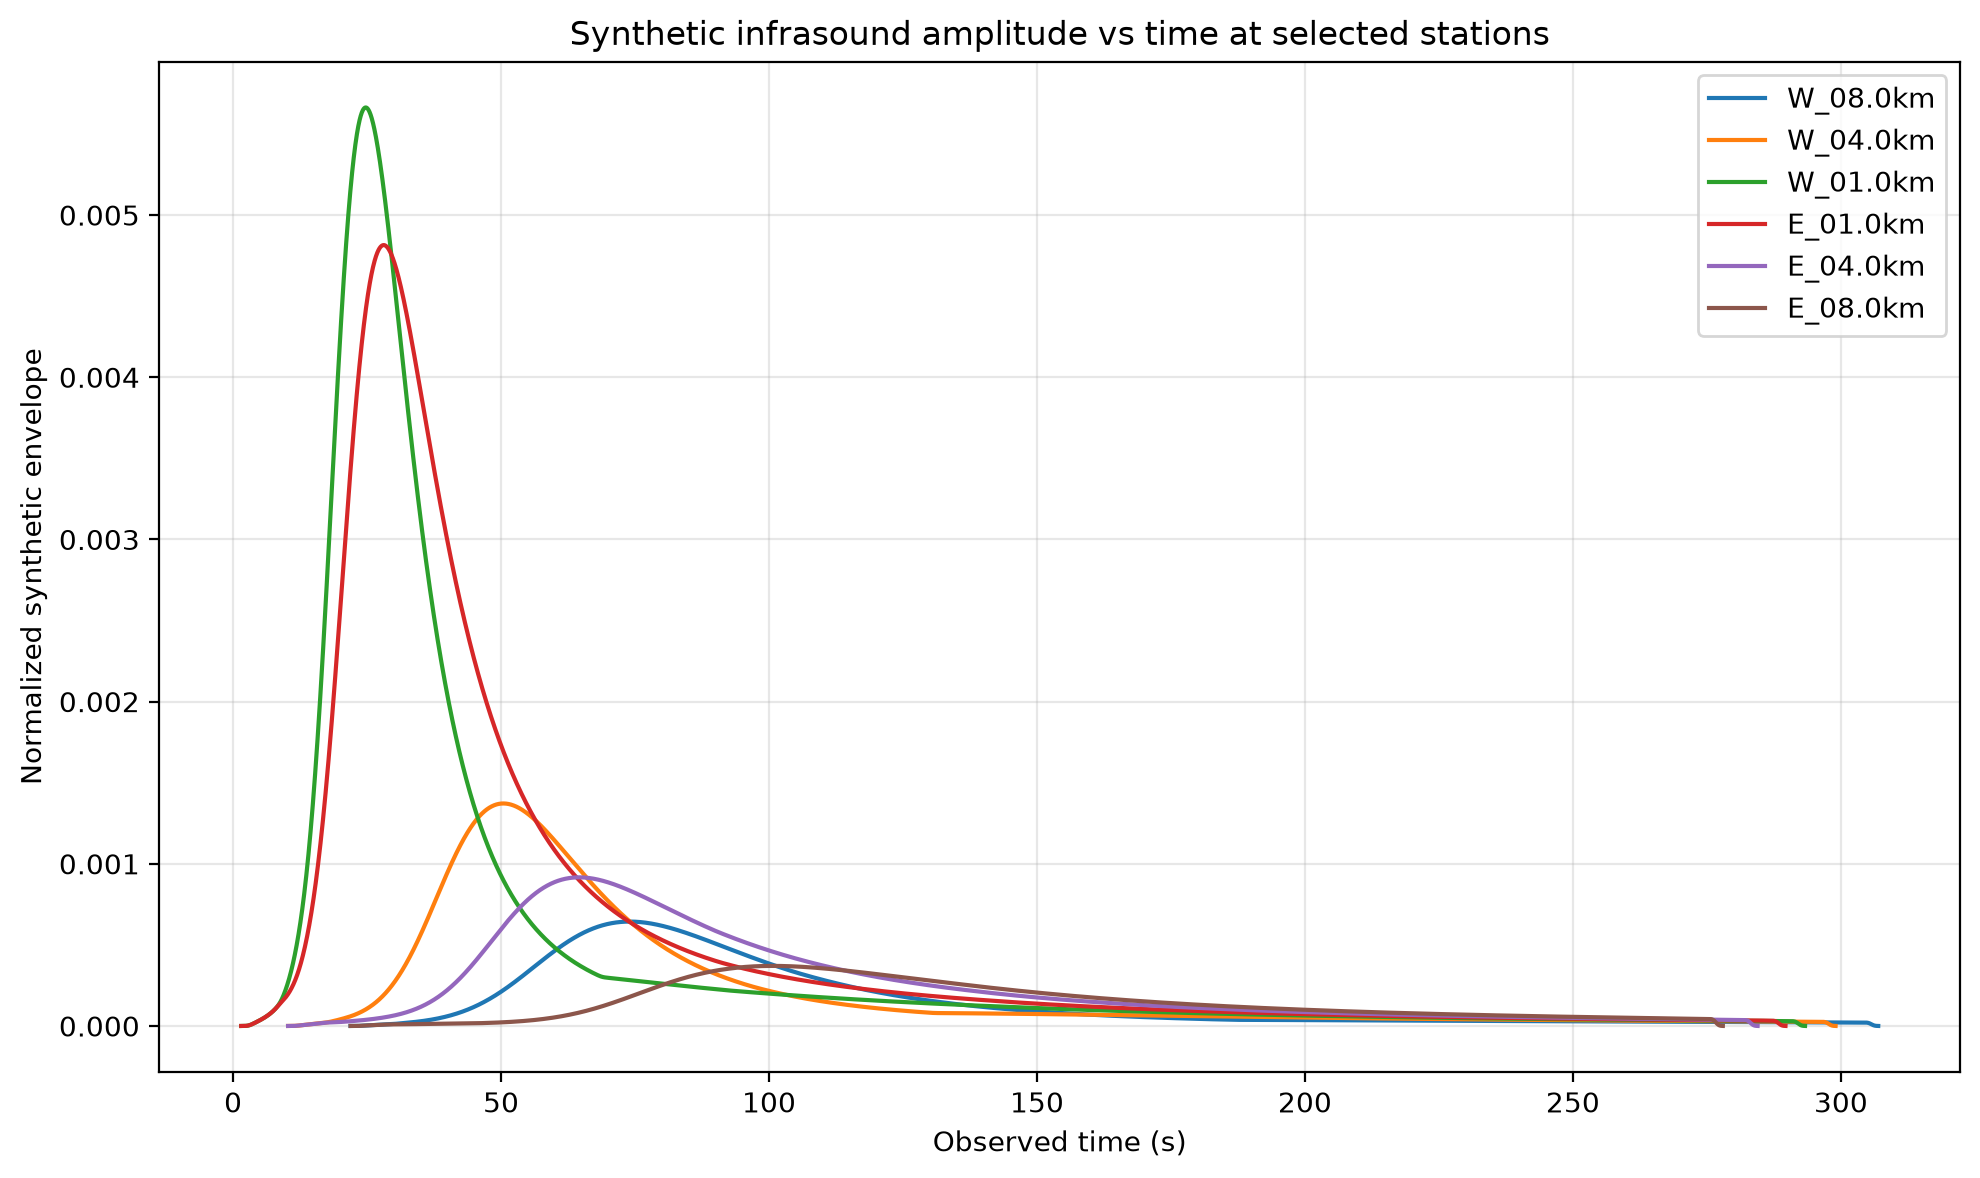 Synthetic infrasound amplitude vs time at selected stations
W_08.0km
W_04.0km
W_01.0km
E_01.0km
E_04.0km
E_08.0km
Normalized synthetic envelope
0.005
0.004
0.003
0.002
0.001
0.000
0 50 100 150 200 250 300
Observed time (s)